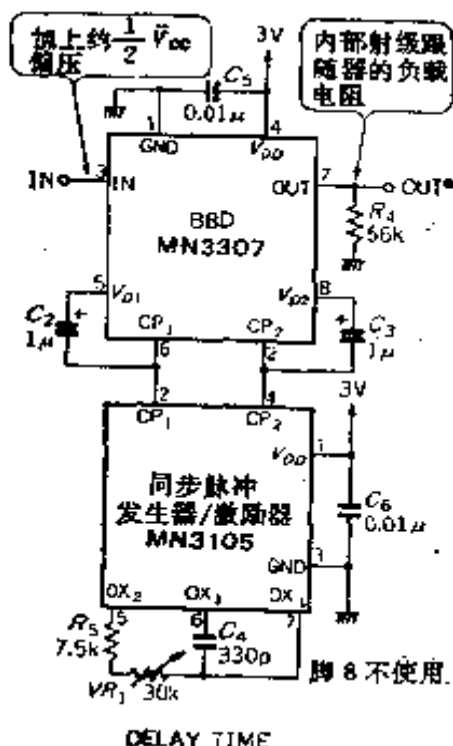 加上约 1/2 Vcc
偏压
3V
内部射级跟
随器的负载
电阻
C5
0.01μ
1
GND
4
VDD
IN
3
IN
OUT
7
OUT
BBD
MN3307
R4
56k
5
VD1
VD2
8
C2
1μ
C3
1μ
CP1
6
CP2
2
2
CP1
4
CP2
3V
VDD
1
同步脉冲
发生器/激励器
MN3105
C6
0.01μ
GND
3
OX2
OX3
OX1
5
6
7
R5
7.5k
C4
330p
脚 8 不使用
VR1
30k
DELAY TIME